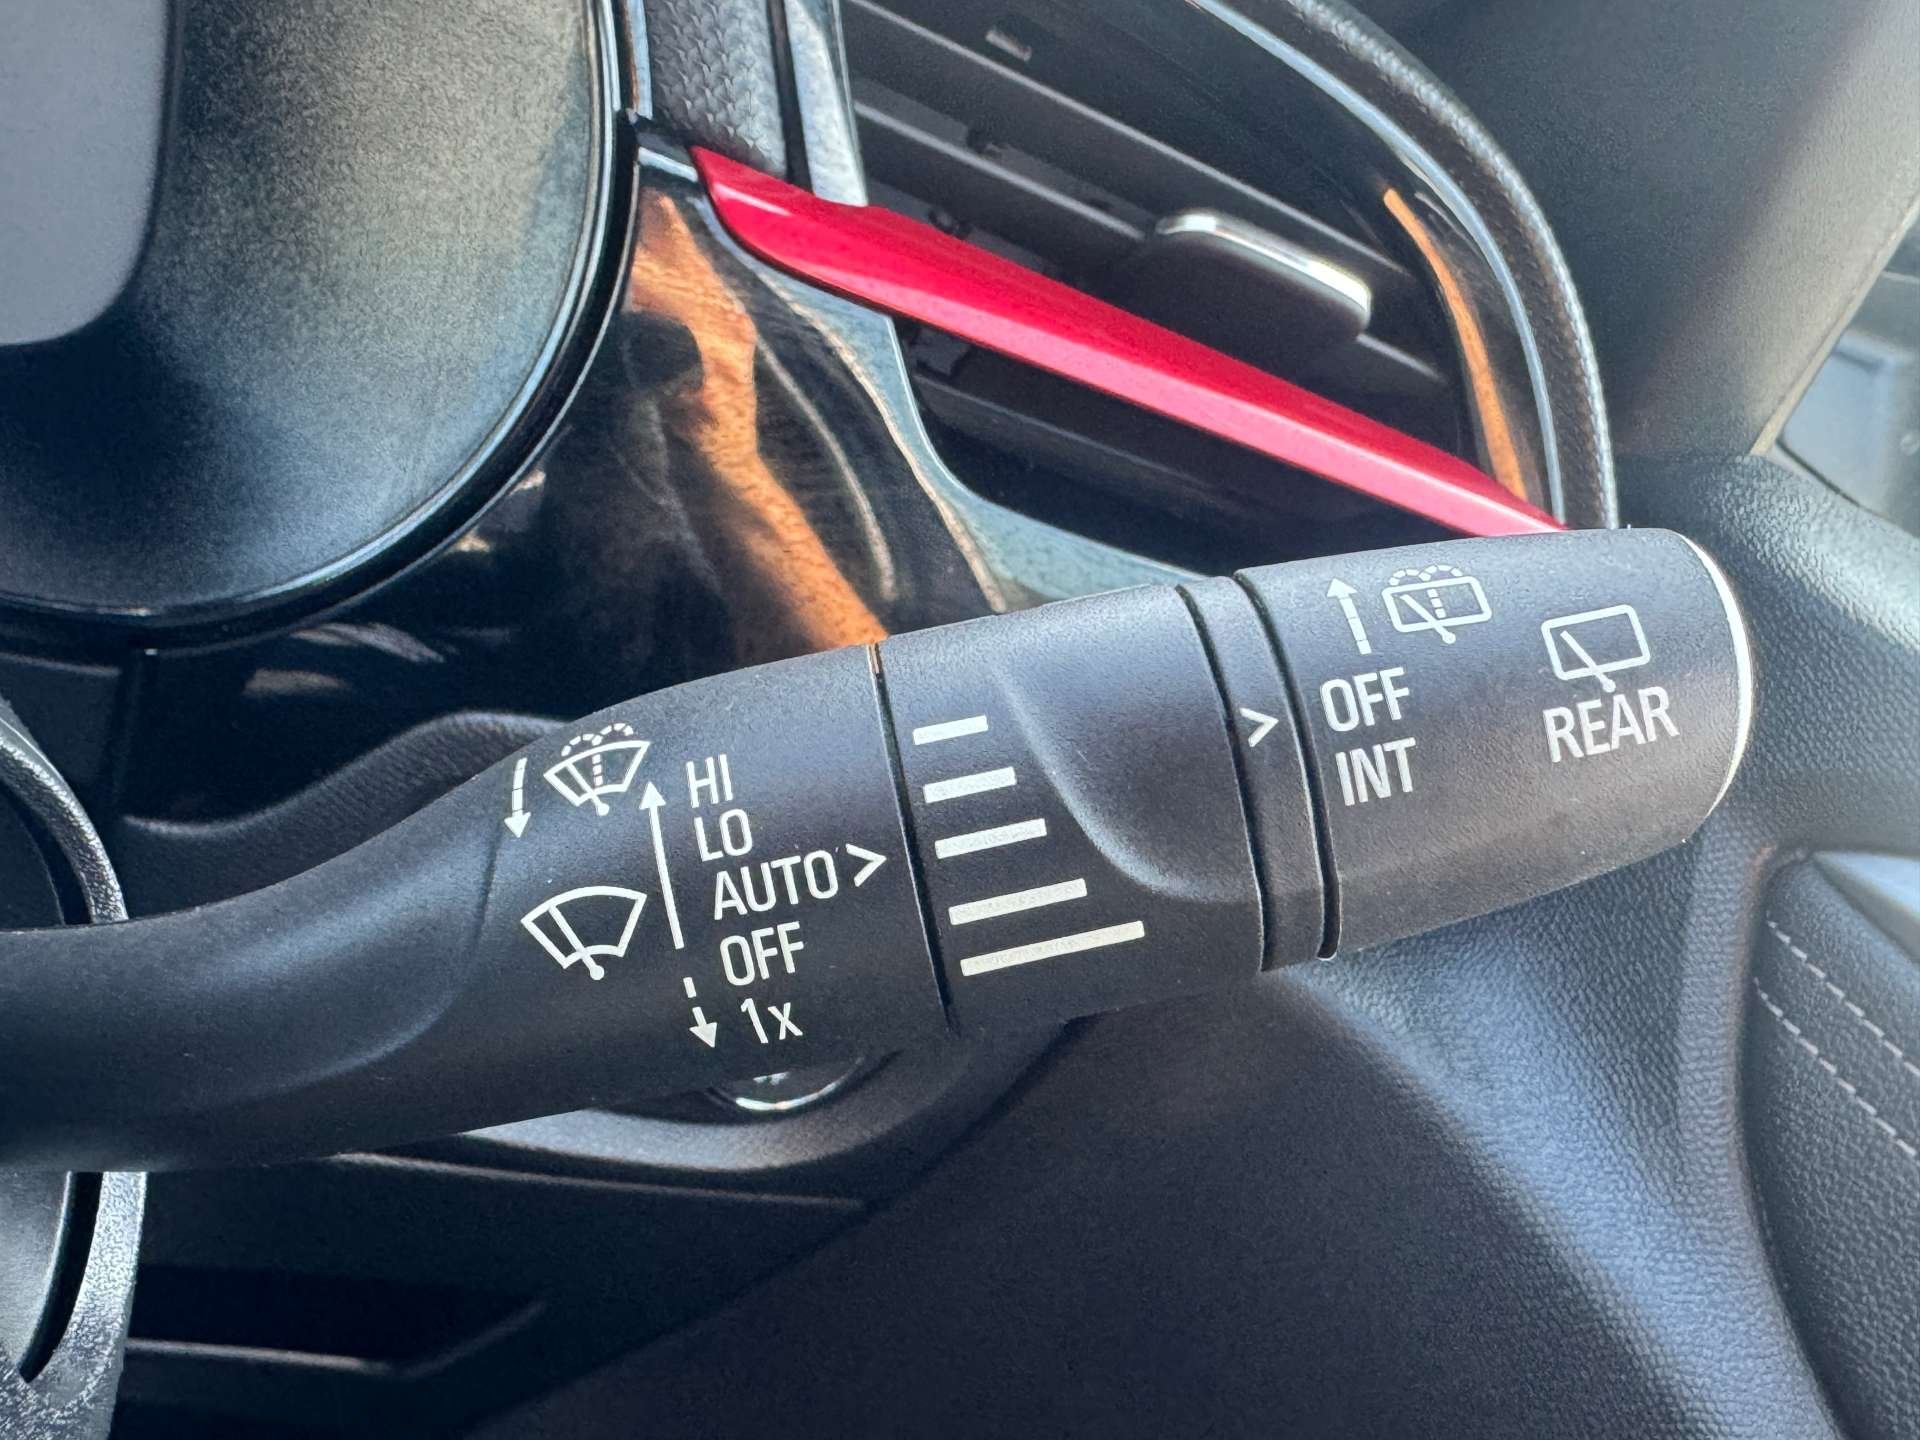 HI
LO
AUTO >
OFF
1x
>
OFF
INT
REAR